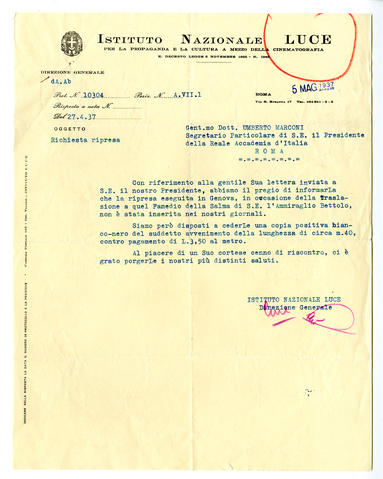 ISTITUTO NAZIONALE LUCE
PER LA PROPAGANDA E LA CULTURA A MEZZO DELLA CINEMATOGRAFIA
DIREZIONE GENERALE
dA.Ab
Prot. N. 10304 Posiz. N. A.VII.1
Risposta a nota N.
Del 27.4.37
OGGETTO
Richiesta ripresa
ROMA
5 MAG 1937
Gent.mo Dott. UMBERTO MARCONI
Segretario Particolare di S.E. il Presidente
della Reale Accademia d'Italia
R O M A
=.=.=.=.=.=.=.=.
Con riferimento alla gentile Sua lettera inviata a
S.E. il nostro Presidente, abbiamo il pregio di informarla
che la ripresa eseguita in Genova, in occasione della Trasla-
zione a quel Famedio della Salma di S.E. l'Ammiraglio Bettolo,
non è stata inserita nei nostri giornali.
Siamo però disposti a cederle una copia positiva bian-
co-nero del suddetto avvenimento della lunghezza di circa m.40,
contro pagamento di L.3,50 al metro.
Al piacere di un Suo cortese cenno di riscontro, ci è
grato porgerle i nostri più distinti saluti.
ISTITUTO NAZIONALE LUCE
Direzione Generale